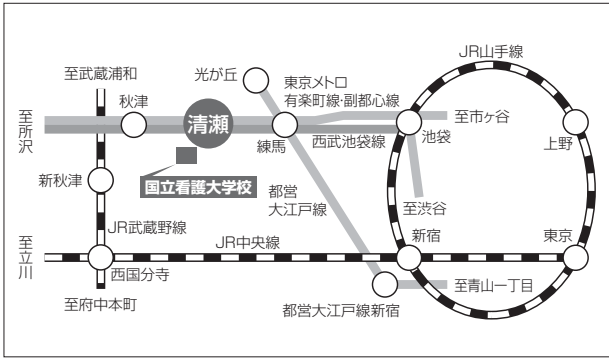 JR山手線
至武蔵浦和
光が丘
東京メトロ
有楽町線・副都心線
秋津
清瀬
至市ヶ谷
至所沢
練馬
西武池袋線
池袋
上野
新秋津
国立看護大学校
都営
大江戸線
至渋谷
JR武蔵野線
至立川
JR中央線
新宿
東京
西国分寺
至青山一丁目
至府中本町
都営大江戸線新宿